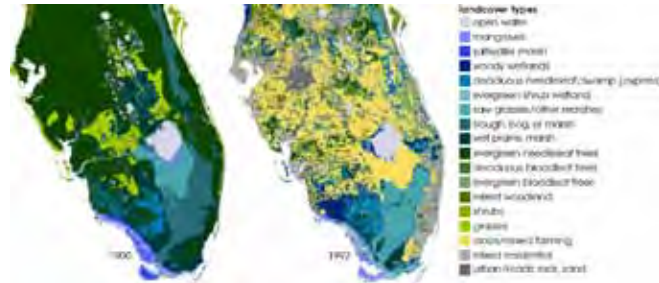 landcover types
open water
mangroves
saltwater marsh
woody wetlands
deciduous needleleaf/swamp (cypress)
evergreen shrub wetland
saw grasses/other marshes
slough, bog, or marsh
wet prairie marsh
evergreen needleleaf trees
deciduous broadleaf trees
evergreen broadleaf trees
mixed woodland
shrubs
grasses
crops/mixed farming
mixed residential
urban roads, rock, sand
1900